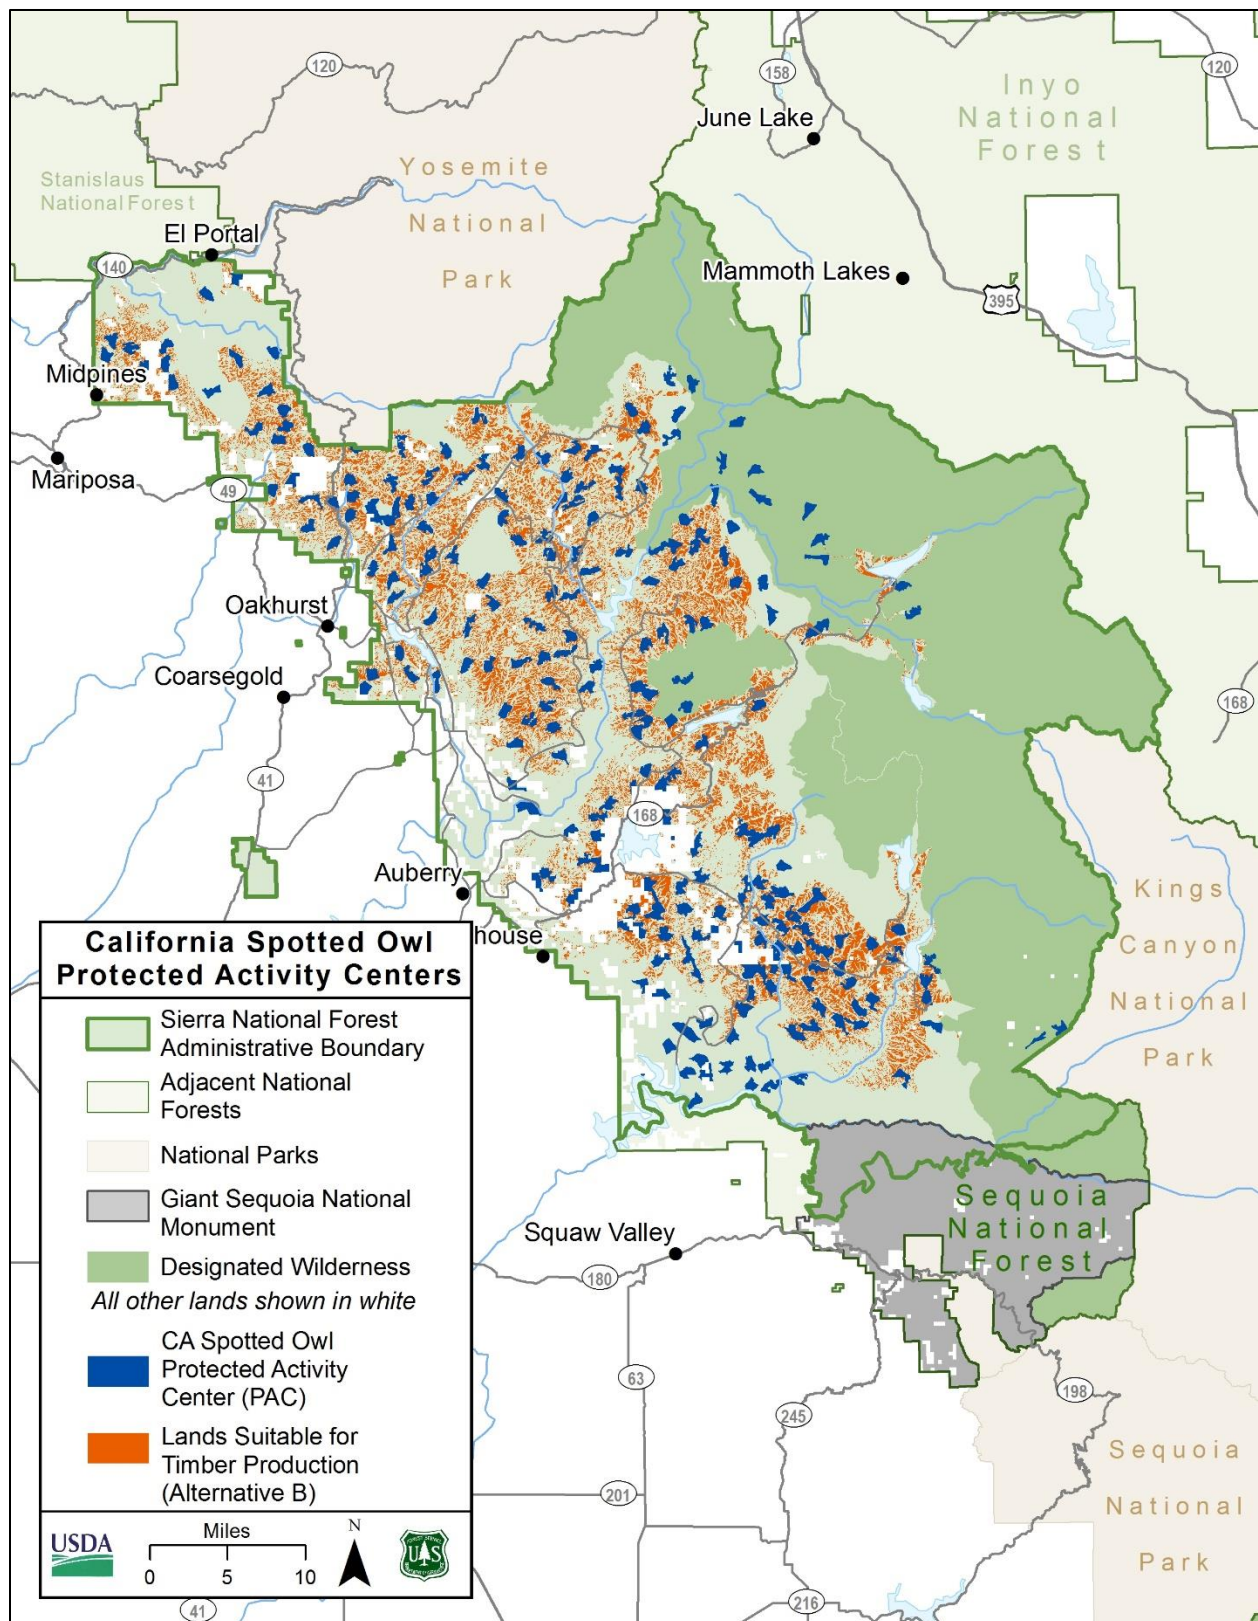 120
158
120
Inyo
National
Forest
June Lake
Yosemite
National
Park
Stanislaus
National Forest
El Portal
140
Mammoth Lakes
395
Midpines
Mariposa
49
Oakhurst
Coarsegold
168
41
168
Auberry
house
Kings
Canyon
National
Park
California Spotted Owl
Protected Activity Centers
Sierra National Forest
Administrative Boundary
Adjacent National
Forests
National Parks
Giant Sequoia National
Monument
Designated Wilderness
All other lands shown in white
CA Spotted Owl
Protected Activity
Center (PAC)
Lands Suitable for
Timber Production
(Alternative B)
USDA
Miles
0 5 10
N
U S
Sequoia
National
Forest
Squaw Valley
180
63
198
245
Sequoia
National
Park
201
216
41